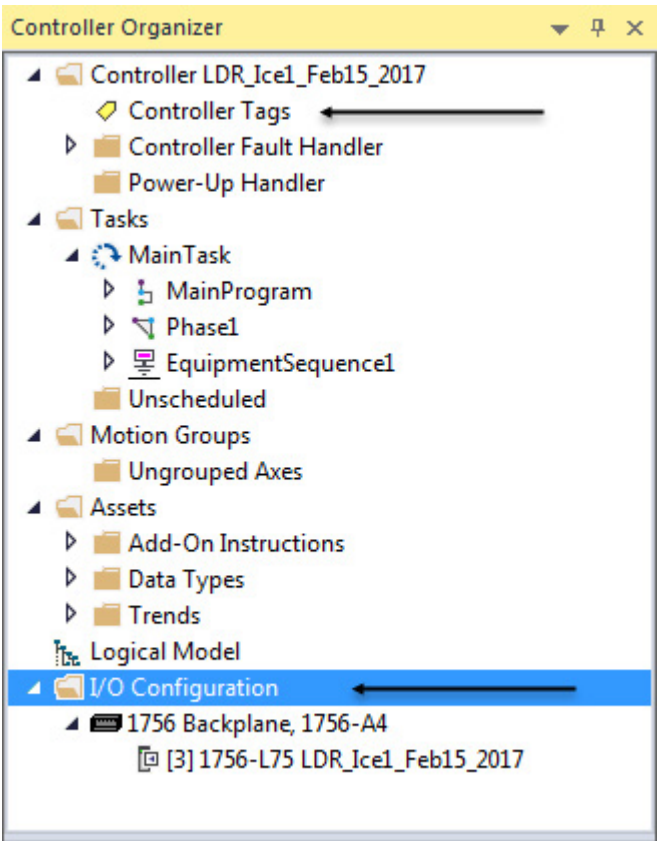 Controller Organizer
Controller LDR_Ice1_Feb15_2017
Controller Tags
Controller Fault Handler
Power-Up Handler
Tasks
MainTask
MainProgram
Phase1
EquipmentSequence1
Unscheduled
Motion Groups
Ungrouped Axes
Assets
Add-On Instructions
Data Types
Trends
Logical Model
I/O Configuration
1756 Backplane, 1756-A4
[3] 1756-L75 LDR_Ice1_Feb15_2017